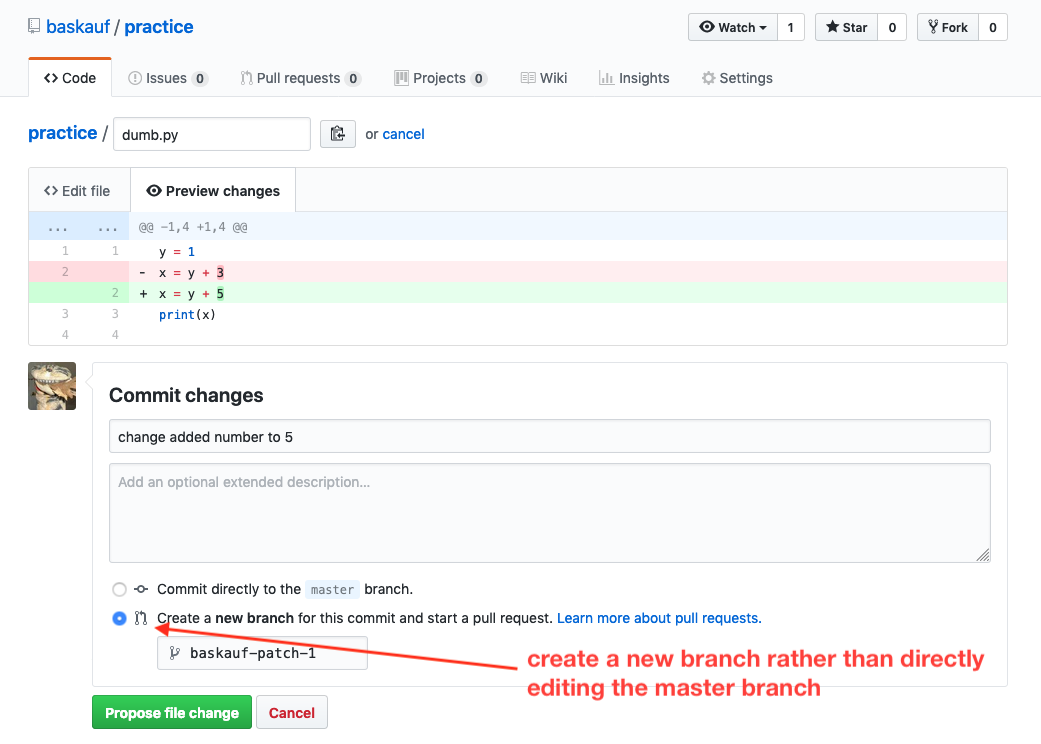 baskauf / practice
Watch 1 Star 0 Fork 0
Code Issues 0 Pull requests 0 Projects 0 Wiki Insights Settings
practice / dumb.py or cancel
Edit file Preview changes
... ... @@ -1,4 +1,4 @@
1 1 y = 1
2 - x = y + 3
2 + x = y + 5
3 3 print(x)
4 4
Commit changes
change added number to 5
Add an optional extended description...
Commit directly to the master branch.
Create a new branch for this commit and start a pull request. Learn more about pull requests.
baskauf-patch-1
create a new branch rather than directly
editing the master branch
Propose file change Cancel